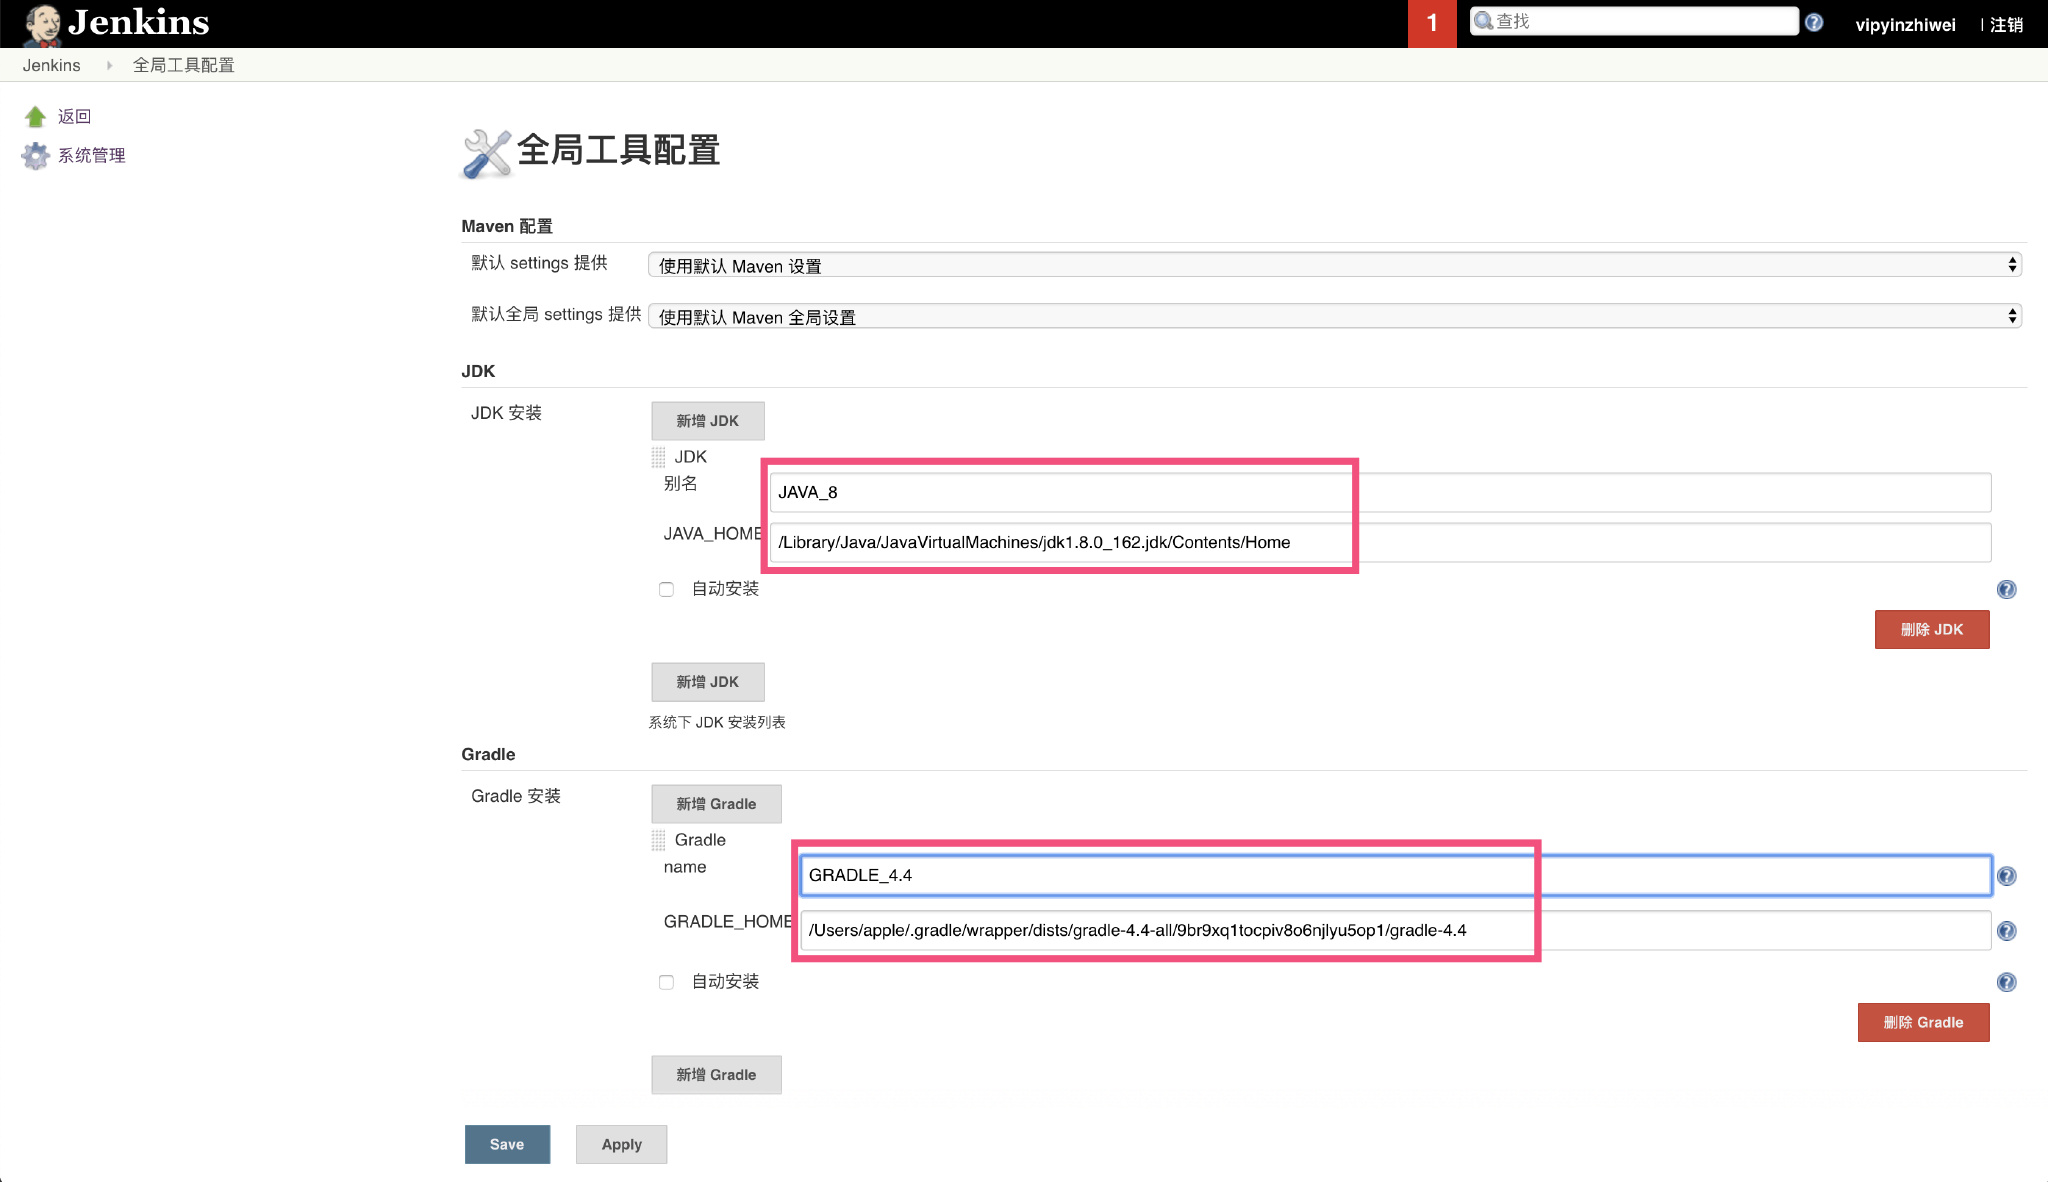 Jenkins
1
查找
vipyinzhiwei
| 注销
Jenkins
全局工具配置
返回
系统管理
全局工具配置
Maven 配置
默认 settings 提供
使用默认 Maven 设置
默认全局 settings 提供
使用默认 Maven 全局设置
JDK
JDK 安装
新增 JDK
JDK
别名
JAVA_8
JAVA_HOME
/Library/Java/JavaVirtualMachines/jdk1.8.0_162.jdk/Contents/Home
自动安装
删除 JDK
新增 JDK
系统下 JDK 安装列表
Gradle
Gradle 安装
新增 Gradle
Gradle
name
GRADLE_4.4
GRADLE_HOME
/Users/apple/.gradle/wrapper/dists/gradle-4.4-all/9br9xq1tocpiv8o6njlyu5op1/gradle-4.4
自动安装
删除 Gradle
新增 Gradle
Save
Apply